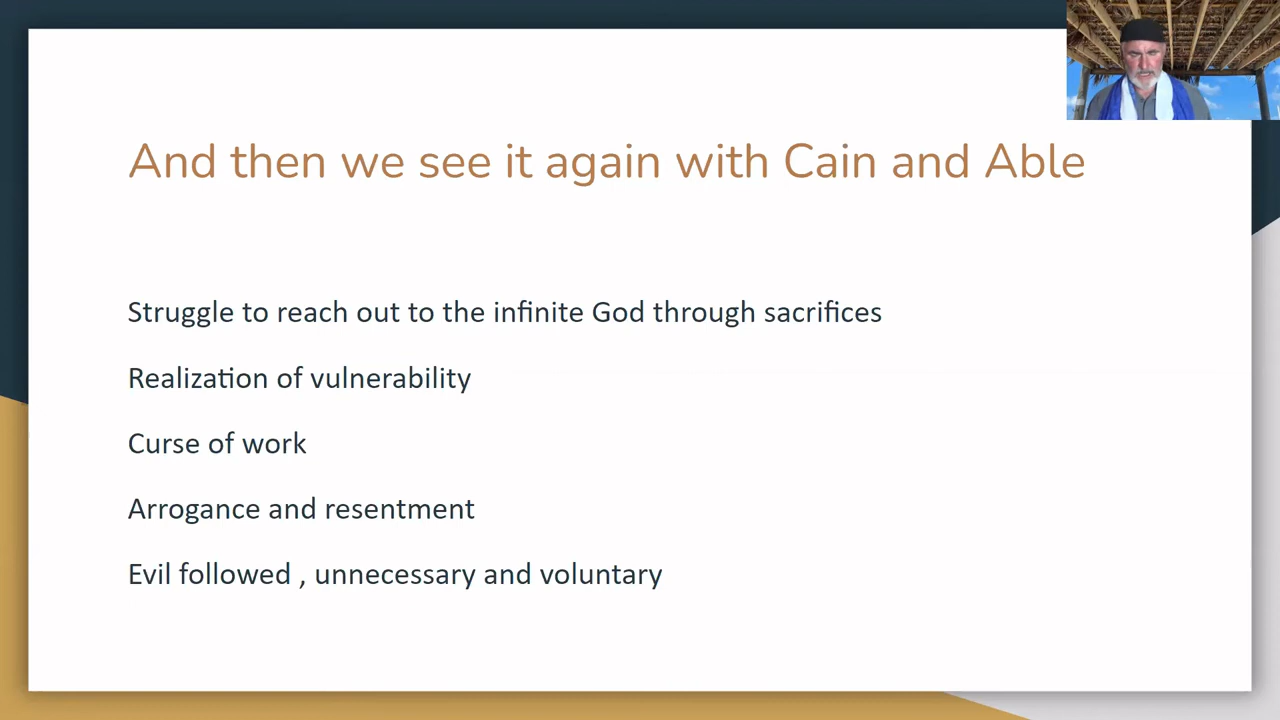 And then we see it again with Cain and Able
Struggle to reach out to the infinite God through sacrifices
Realization of vulnerability
Curse of work
Arrogance and resentment
Evil followed , unnecessary and voluntary